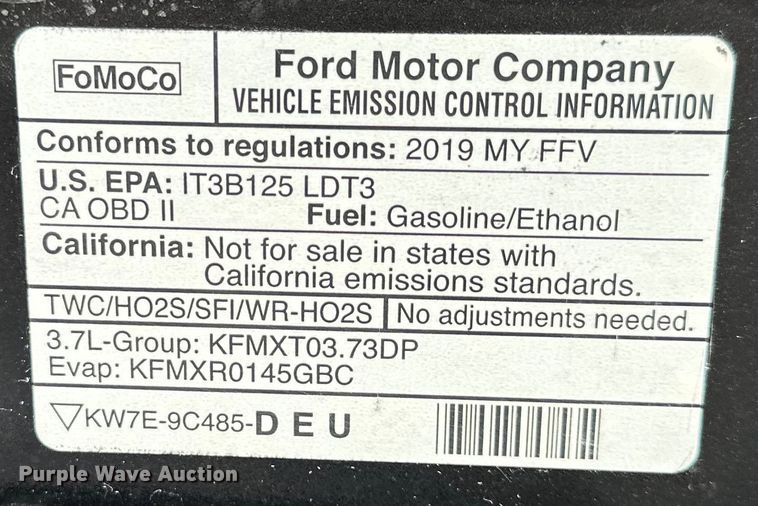 FoMoCo
Ford Motor Company
VEHICLE EMISSION CONTROL INFORMATION
Conforms to regulations: 2019 MY FFV
U.S. EPA: IT3B125 LDT3
CA OBD II Fuel: Gasoline/Ethanol
California: Not for sale in states with
California emissions standards.
TWC/HO2S/SFI/WR-HO2S No adjustments needed.
3.7L-Group: KFMXT03.73DP
Evap: KFMXR0145GBC
▽KW7E-9C485-D E U
Purple Wave Auction